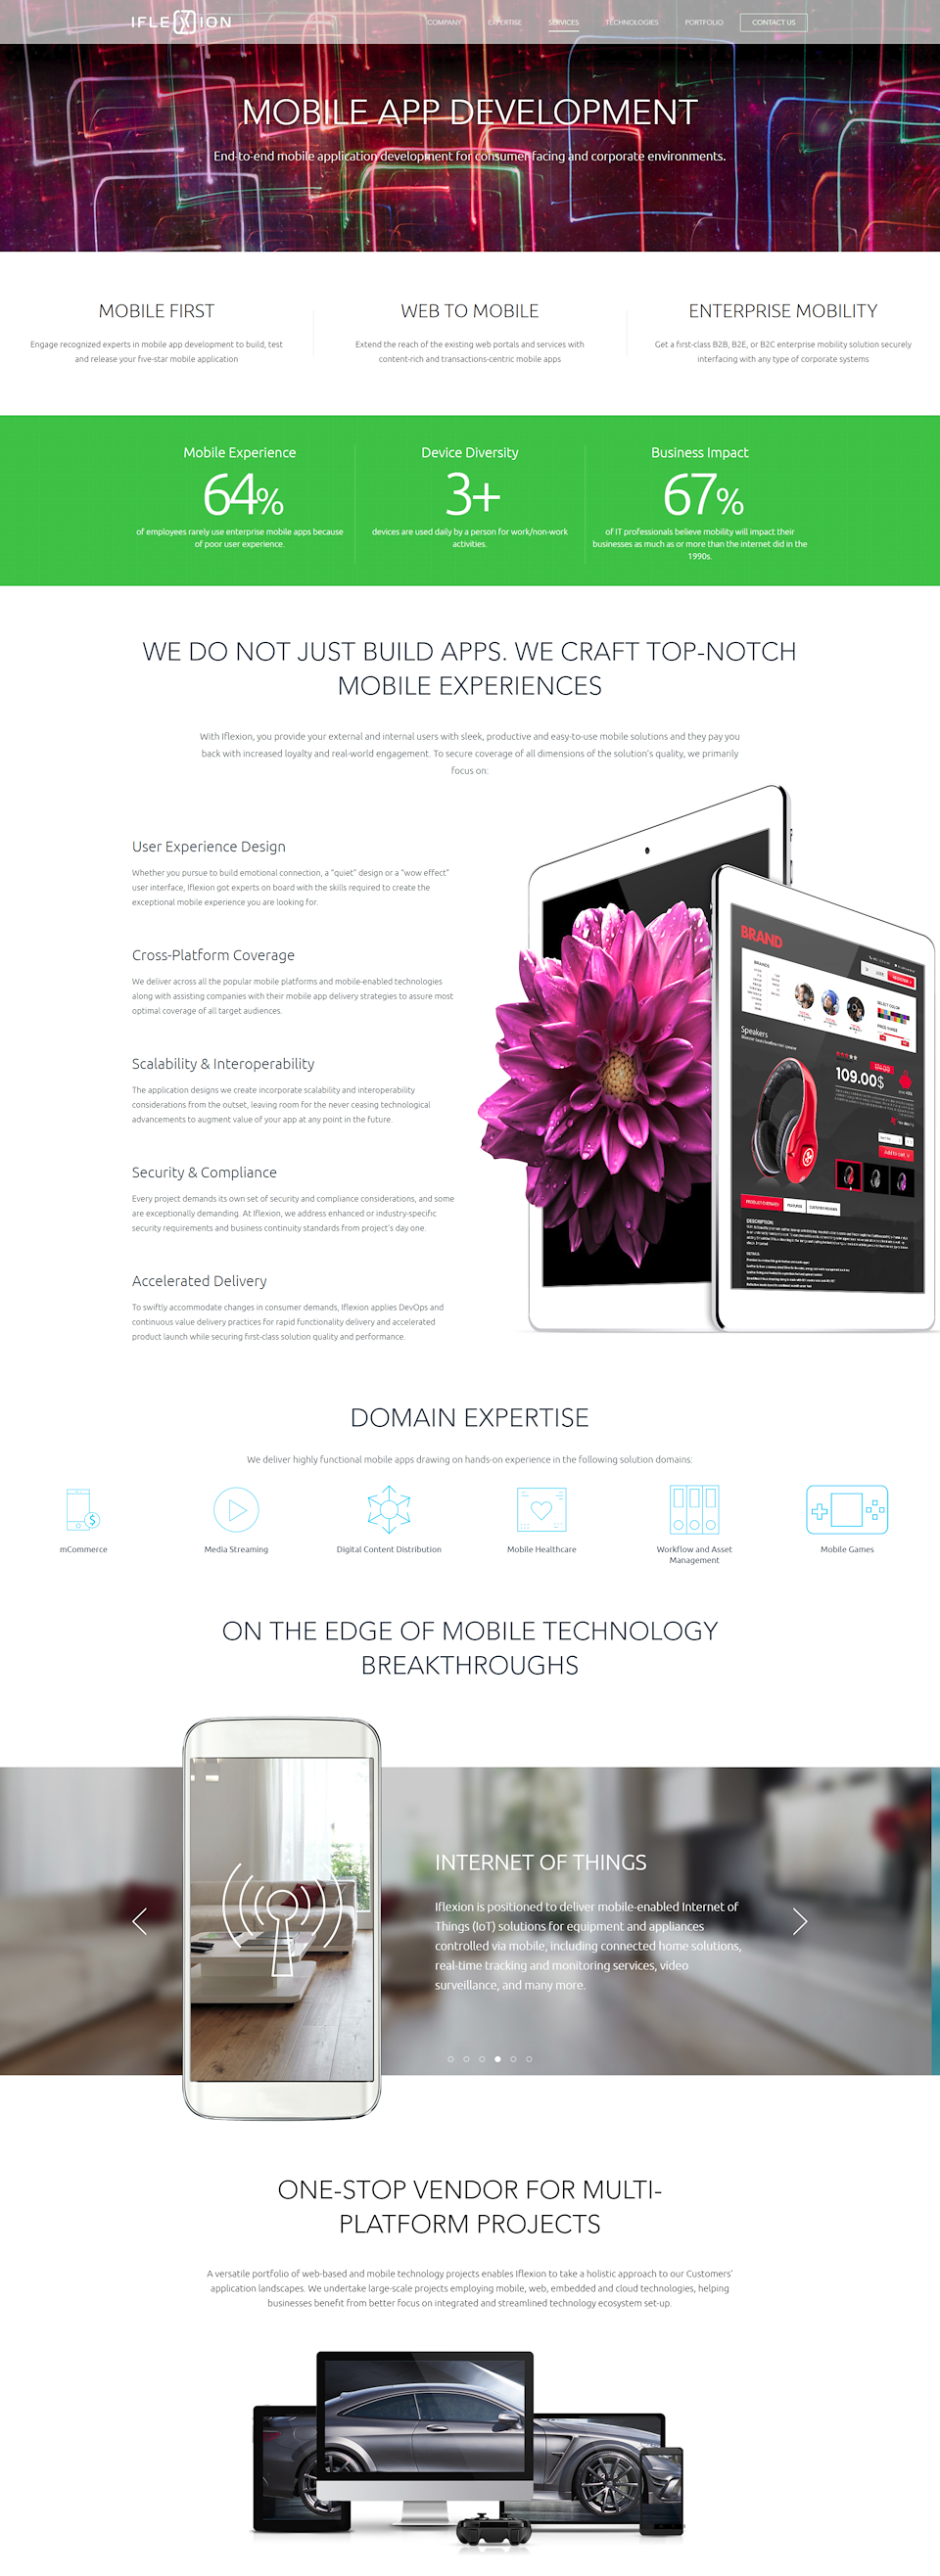 IFLEXION
COMPANY
EXPERTISE
SERVICES
TECHNOLOGIES
PORTFOLIO
CONTACT US
MOBILE APP DEVELOPMENT
End-to-end mobile application development for consumer facing and corporate environments.
MOBILE FIRST
Engage recognized experts in mobile app development to build, test
and release your five-star mobile application
WEB TO MOBILE
Extend the reach of the existing web portals and services with
content-rich and transactions-centric mobile apps
ENTERPRISE MOBILITY
Get a first-class B2B, B2E, or B2C enterprise mobility solution securely
interfacing with any type of corporate systems
Mobile Experience
64%
of employees rarely use enterprise mobile apps because
of poor user experience.
Device Diversity
3+
devices are used daily by a person for work/non-work
activities.
Business Impact
67%
of IT professionals believe mobility will impact their
businesses as much as or more than the internet did in the
1990s.
WE DO NOT JUST BUILD APPS. WE CRAFT TOP-NOTCH
MOBILE EXPERIENCES
With Iflexion, you provide your external and internal users with sleek, productive and easy-to-use mobile solutions and they pay you
back with increased loyalty and real-world engagement. To secure coverage of all dimensions of the solution's quality, we primarily
focus on:
User Experience Design
Whether you pursue to build emotional connection, a "quiet" design or a "wow effect"
user interface, Iflexion got experts on board with the skills required to create the
exceptional mobile experience you are looking for.
Cross-Platform Coverage
We deliver across all the popular mobile platforms and mobile-enabled technologies
along with assisting companies with their mobile app delivery strategies to assure most
optimal coverage of all target audiences.
Scalability & Interoperability
The application designs we create incorporate scalability and interoperability
considerations from the outset, leaving room for the never ceasing technological
advancements to augment value of your app at any point in the future.
Security & Compliance
Every project demands its own set of security and compliance considerations, and some
are exceptionally demanding. At Iflexion, we address enhanced or industry-specific
security requirements and business continuity standards from project's day one.
Accelerated Delivery
To swiftly accommodate changes in consumer demands, Iflexion applies DevOps and
continuous value delivery practices for rapid functionality delivery and accelerated
product launch while securing first-class solution quality and performance.
BRAND
BRANDS
SELECT COLOR
PRICE RANGE
Speakers
109.00$
Add to cart
PRODUCT OVERVIEW
FEATURES
CUSTOMER REVIEWS
DESCRIPTION:
DETAILS:
DOMAIN EXPERTISE
We deliver highly functional mobile apps drawing on hands-on experience in the following solution domains:
$
mCommerce
Media Streaming
Digital Content Distribution
Mobile Healthcare
Workflow and Asset
Management
Mobile Games
ON THE EDGE OF MOBILE TECHNOLOGY
BREAKTHROUGHS
INTERNET OF THINGS
Iflexion is positioned to deliver mobile-enabled Internet of
Things (IoT) solutions for equipment and appliances
controlled via mobile, including connected home solutions,
real-time tracking and monitoring services, video
surveillance, and many more.
ONE-STOP VENDOR FOR MULTI-
PLATFORM PROJECTS
A versatile portfolio of web-based and mobile technology projects enables Iflexion to take a holistic approach to our Customers'
application landscapes. We undertake large-scale projects employing mobile, web, embedded and cloud technologies, helping
businesses benefit from better focus on integrated and streamlined technology ecosystem set-up.